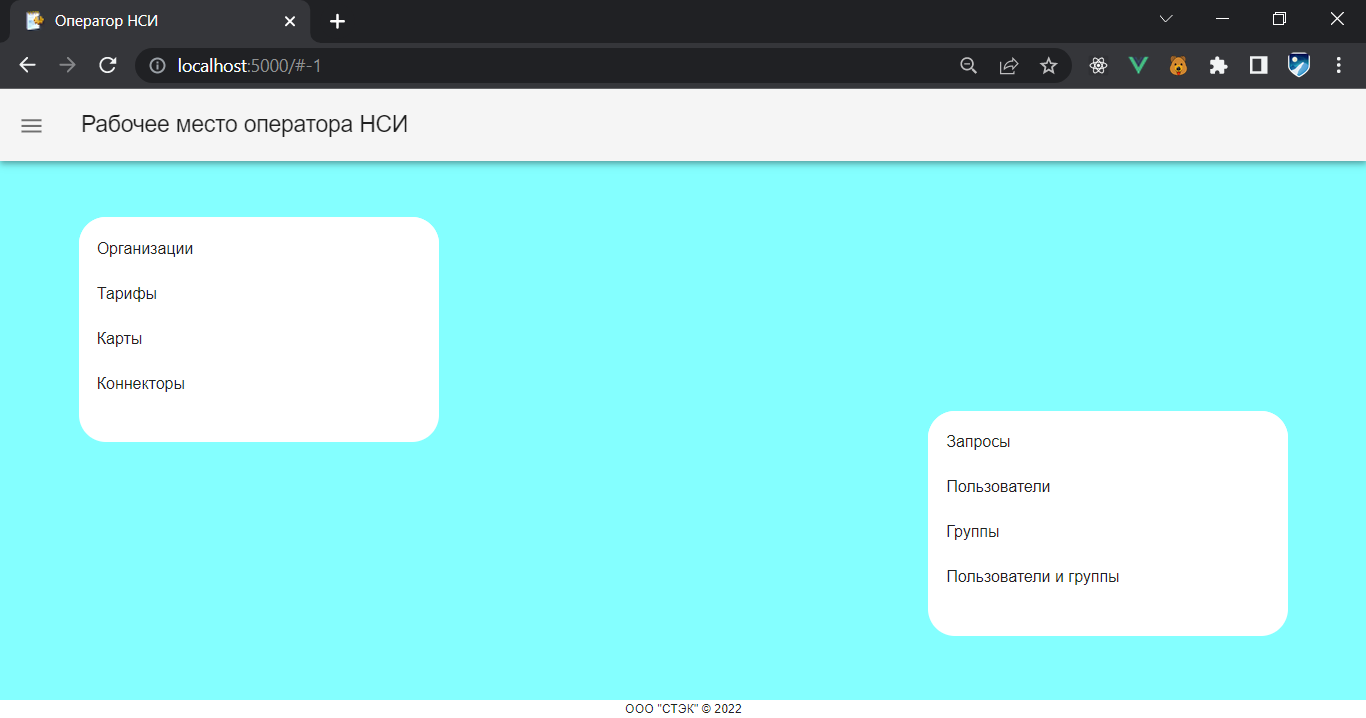 Оператор НСИ
localhost:5000/#-1
Рабочее место оператора НСИ
Организации
Тарифы
Карты
Коннекторы
Запросы
Пользователи
Группы
Пользователи и группы
ООО "СТЭК" © 2022